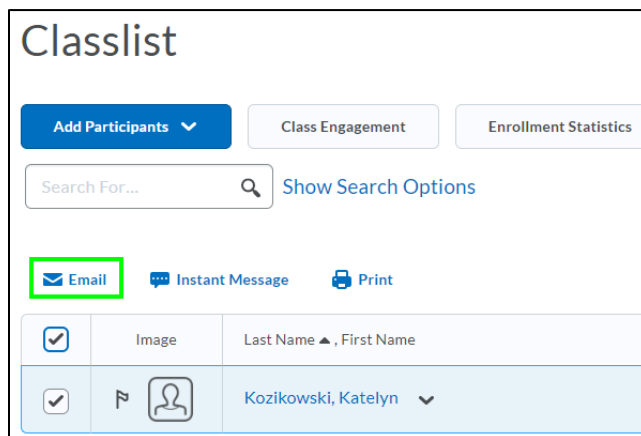 Classlist
Add Participants Class Engagement Enrollment Statistics
Search For... Show Search Options
Email Instant Message Print
Image Last Name , First Name
Kozikowski, Katelyn